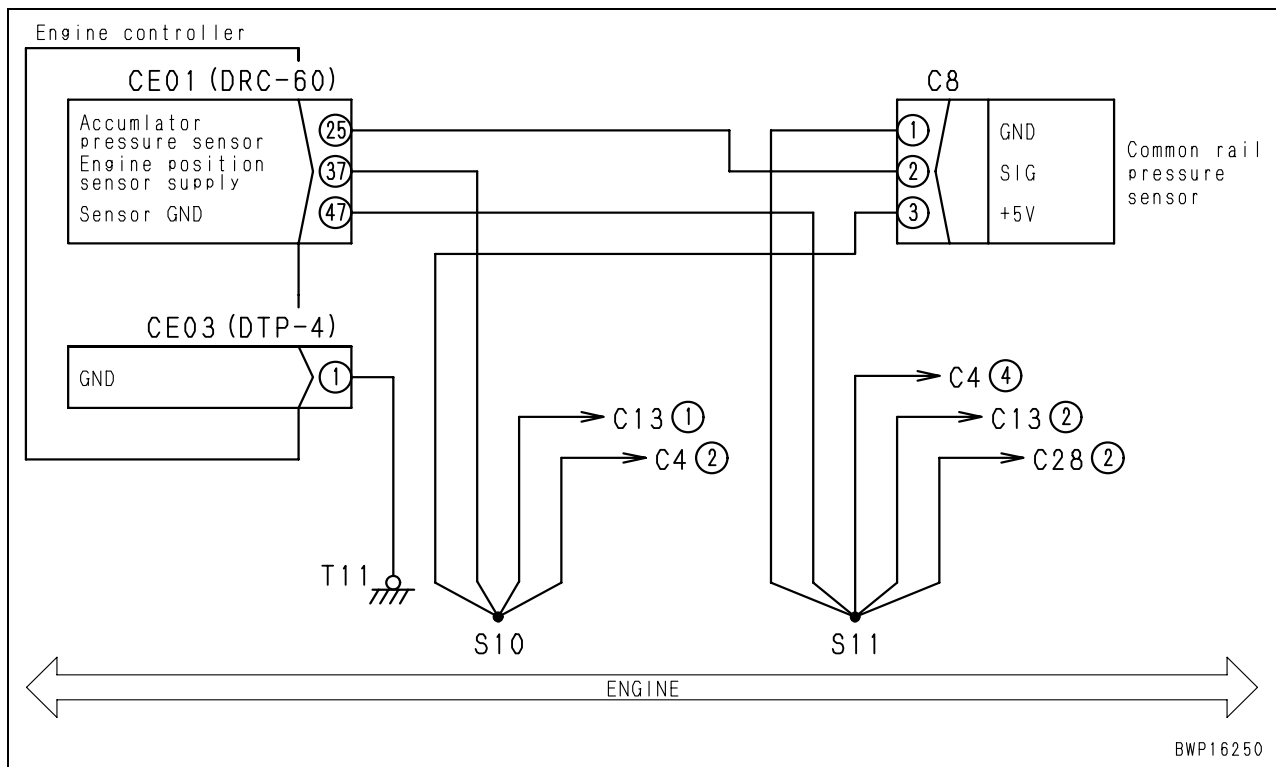 Engine controller
CE01 (DRC-60)
Accumlator
pressure sensor
25
Engine position
sensor supply
37
Sensor GND
47
C8
1
GND
2
SIG
3
+5V
Common rail
pressure
sensor
CE03 (DTP-4)
GND
1
T11
C13 1
C4 2
S10
C4 4
C13 2
C28 2
S11
ENGINE
BWP16250